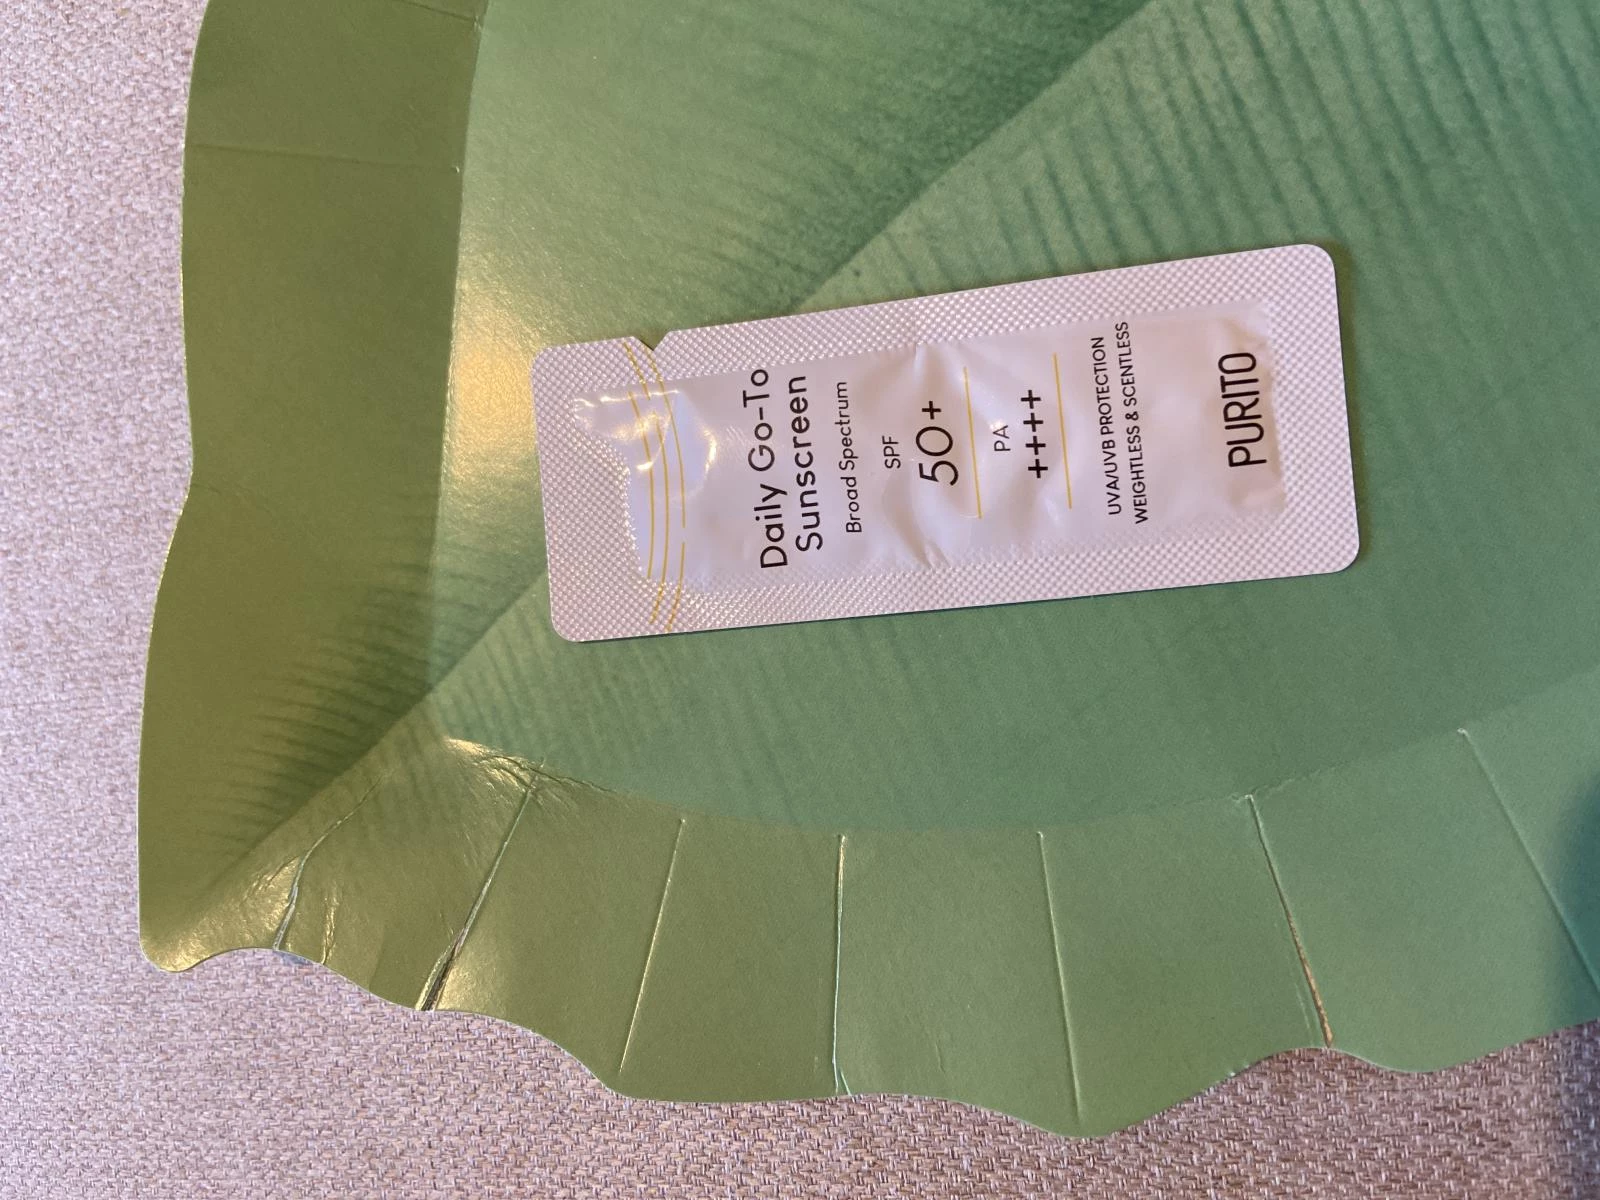 Daily Go-To
Sunscreen
Broad Spectrum
SPF
50+
PA
++++
UVA/UVB PROTECTION
WEIGHTLESS & SCENTLESS
PURITO